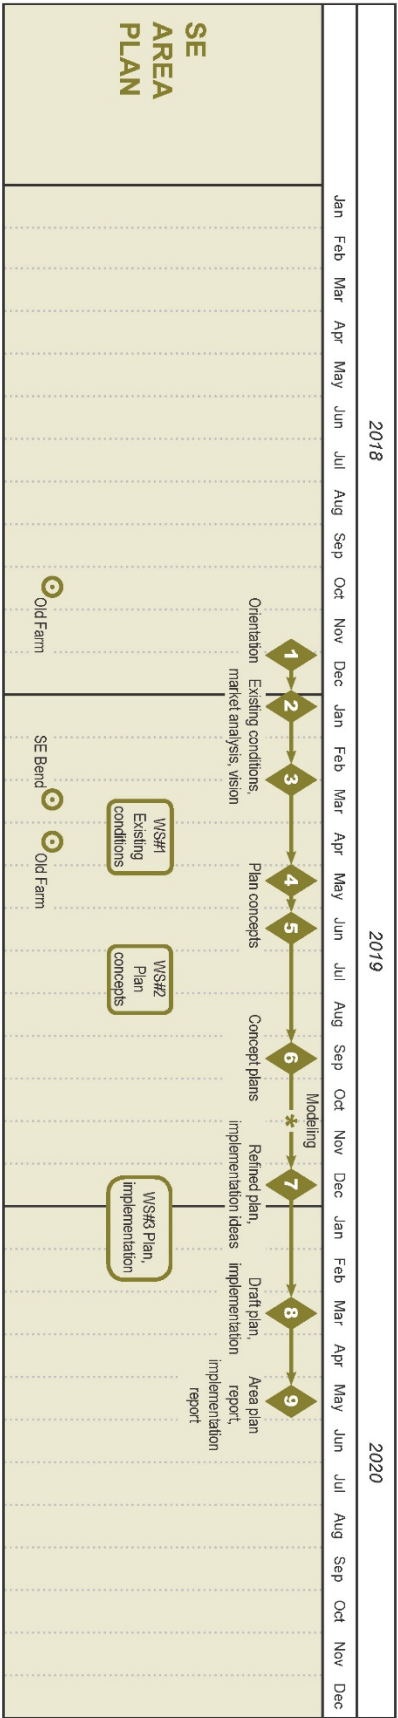 2018
2019
2020
Jan Feb Mar Apr May Jun Jul Aug Sep Oct Nov Dec
Jan Feb Mar Apr May Jun Jul Aug Sep Oct Nov Dec
Jan Feb Mar Apr May Jun Jul Aug Sep Oct Nov Dec
SE
AREA
PLAN
1
2
3
4
5
6
Modeling
*
7
8
9
Orientation
Existing conditions,
market analysis, vision
Plan concepts
Concept plans
Refined plan,
implementation ideas
Draft plan,
implementation
Area plan
report,
implementation
report
WS#1
Existing
conditions
WS#2
Plan
concepts
WS#3 Plan,
implementation
Old Farm
SE Bend
Old Farm